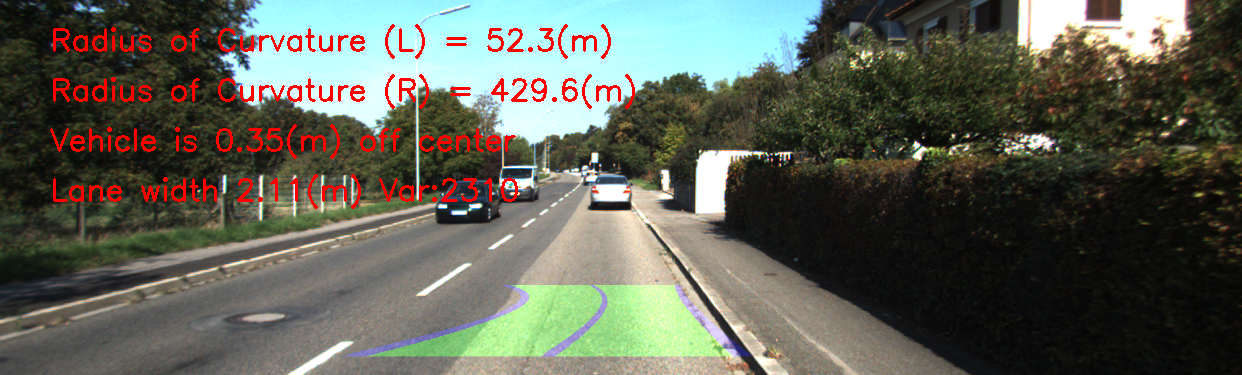 Radius of Curvature (L) = 52.3(m)
Radius of Curvature (R) = 429.6(m)
Vehicle is 0.35(m) off center
Lane width 2.11(m) Var:2310